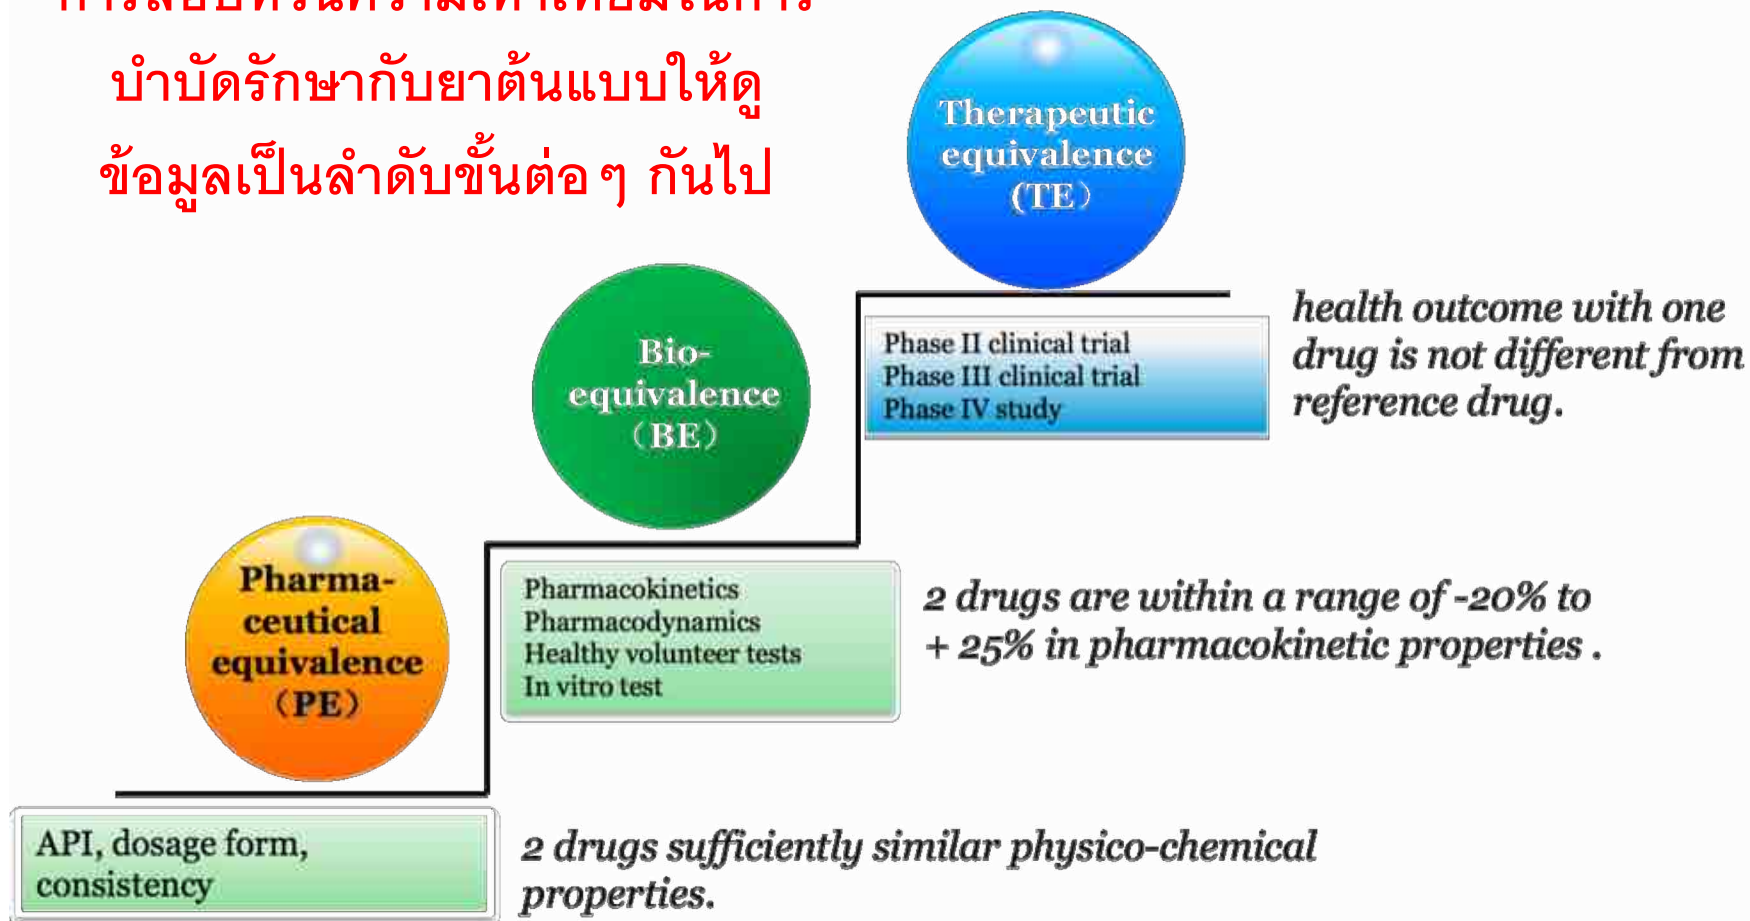 บำบัดรักษากับยาต้นแบบให้ดู
ข้อมูลเป็นลำดับขั้นต่อๆ กันไป
Therapeutic
equivalence
(TE)
health outcome with one
drug is not different from
reference drug.
Phase II clinical trial
Phase III clinical trial
Phase IV study
Bio-
equivalence
(BE)
Pharmacokinetics
Pharmacodynamics
Healthy volunteer tests
In vitro test
2 drugs are within a range of -20% to
+ 25% in pharmacokinetic properties .
Pharma-
ceutical
equivalence
(PE)
API, dosage form,
consistency
2 drugs sufficiently similar physico-chemical
properties.